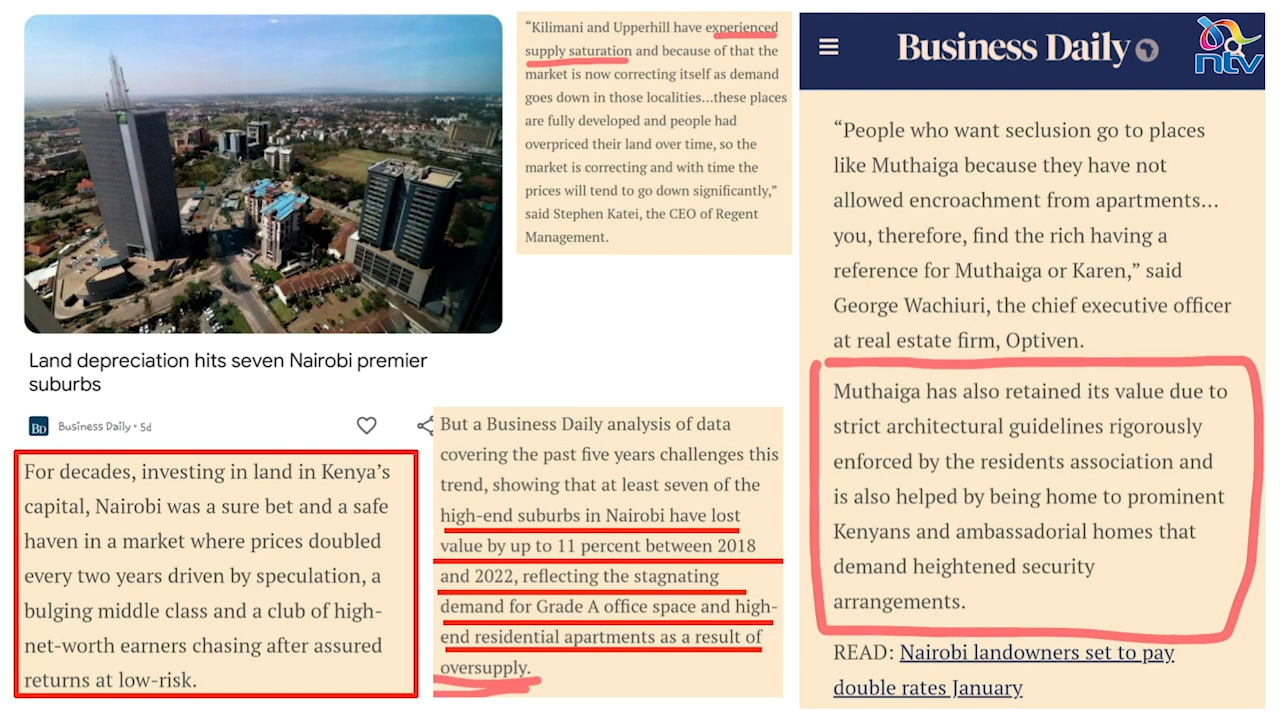 Land depreciation hits seven Nairobi premier
suburbs
BD
Business Daily • 5d
For decades, investing in land in Kenya’s
capital, Nairobi was a sure bet and a safe
haven in a market where prices doubled
every two years driven by speculation, a
bulging middle class and a club of high-
net-worth earners chasing after assured
returns at low-risk.
“Kilimani and Upperhill have experienced
supply saturation and because of that the
market is now correcting itself as demand
goes down in those localities...these places
are fully developed and people had
overpriced their land over time, so the
market is correcting and with time the
prices will tend to go down significantly,”
said Stephen Katei, the CEO of Regent
Management.
But a Business Daily analysis of data
covering the past five years challenges this
trend, showing that at least seven of the
high-end suburbs in Nairobi have lost
value by up to 11 percent between 2018
and 2022, reflecting the stagnating
demand for Grade A office space and high-
end residential apartments as a result of
oversupply.
Business Daily
ntv
“People who want seclusion go to places
like Muthaiga because they have not
allowed encroachment from apartments...
you, therefore, find the rich having a
reference for Muthaiga or Karen,” said
George Wachiuri, the chief executive officer
at real estate firm, Optiven.
Muthaiga has also retained its value due to
strict architectural guidelines rigorously
enforced by the residents association and
is also helped by being home to prominent
Kenyans and ambassadorial homes that
demand heightened security
arrangements.
READ: Nairobi landowners set to pay
double rates January